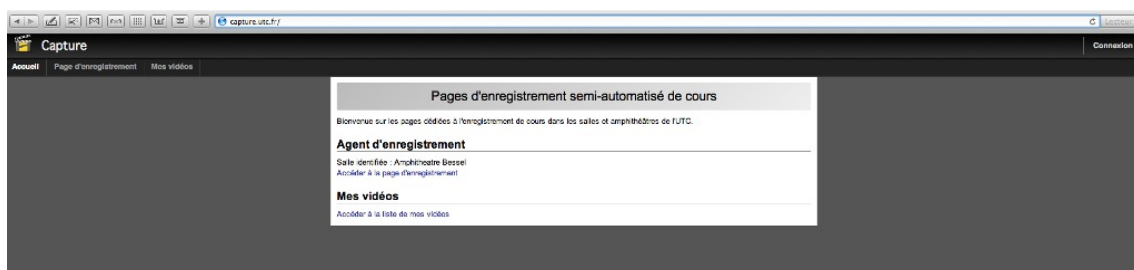 capture.utc.fr/
Lecteur
Capture
Connexion
Accueil Page d'enregistrement Mes vidéos
Pages d'enregistrement semi-automatisé de cours
Bienvenue sur les pages dédiées à l'enregistrement de cours dans les salles et amphithéâtres de l'UTC.
Agent d'enregistrement
Salle identifiée : Amphitheatre Bessel
Accéder à la page d'enregistrement
Mes vidéos
Accéder à la liste de mes vidéos